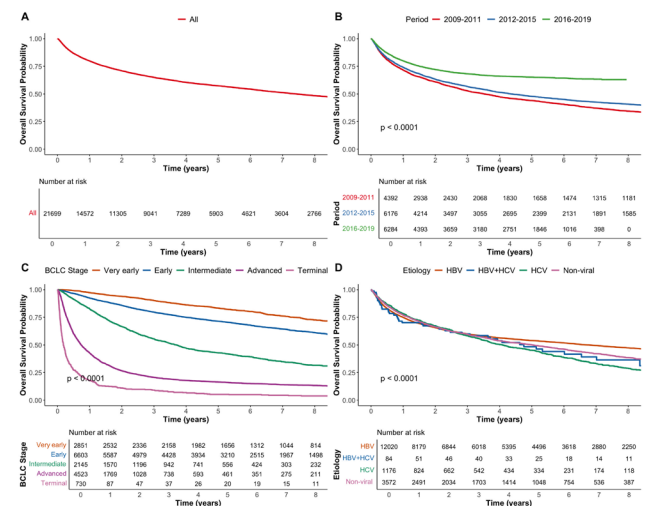 A
All
Overall Survival Probability
1.00
0.75
0.50
0.25
0.00
0 1 2 3 4 5 6 7 8
Time (years)
Number at risk
All 21699 14572 11305 9041 7289 5903 4621 3604 2766
0 1 2 3 4 5 6 7 8
Time (years)
B
Period 2009-2011 2012-2015 2016-2019
Overall Survival Probability
1.00
0.75
0.50
0.25
0.00
p < 0.0001
0 1 2 3 4 5 6 7 8
Time (years)
Number at risk
Period
2009-2011 4392 2938 2430 2068 1830 1658 1474 1315 1181
2012-2015 6176 4214 3497 3055 2695 2399 2131 1891 1585
2016-2019 6284 4393 3659 3180 2751 1846 1016 398 0
0 1 2 3 4 5 6 7 8
Time (years)
C
BCLC Stage Very early Early Intermediate Advanced Terminal
Overall Survival Probability
1.00
0.75
0.50
0.25
0.00
p < 0.0001
0 1 2 3 4 5 6 7 8
Time (years)
Number at risk
BCLC Stage
Very early 2851 2532 2336 2158 1982 1656 1312 1044 814
Early 6603 5587 4979 4428 3934 3210 2515 1967 1498
Intermediate 2145 1570 1196 942 741 556 424 303 232
Advanced 4523 1769 1028 738 593 461 351 275 211
Terminal 730 87 47 37 26 20 19 15 11
0 1 2 3 4 5 6 7 8
Time (years)
D
Etiology HBV HBV+HCV HCV Non-viral
Overall Survival Probability
1.00
0.75
0.50
0.25
0.00
p < 0.0001
0 1 2 3 4 5 6 7 8
Time (years)
Number at risk
Etiology
HBV 12020 8179 6844 6018 5395 4496 3618 2880 2250
HBV+HCV 84 51 46 40 33 25 18 14 11
HCV 1176 824 662 542 434 334 231 174 118
Non-viral 3572 2491 2034 1703 1414 1048 754 536 387
0 1 2 3 4 5 6 7 8
Time (years)